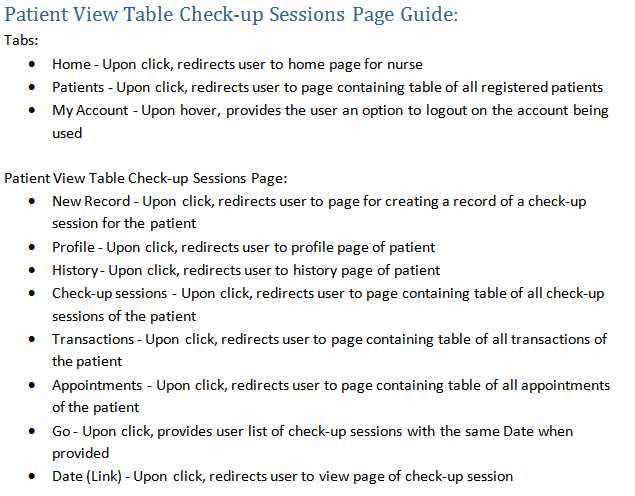 Patient View Table Check-up Sessions Page Guide:
Tabs:
• Home - Upon click, redirects user to home page for nurse
• Patients - Upon click, redirects user to page containing table of all registered patients
• My Account - Upon hover, provides the user an option to logout on the account being
used
Patient View Table Check-up Sessions Page:
• New Record - Upon click, redirects user to page for creating a record of a check-up
session for the patient
• Profile - Upon click, redirects user to profile page of patient
• History - Upon click, redirects user to history page of patient
• Check-up sessions - Upon click, redirects user to page containing table of all check-up
sessions of the patient
• Transactions - Upon click, redirects user to page containing table of all transactions of
the patient
• Appointments - Upon click, redirects user to page containing table of all appointments
of the patient
• Go - Upon click, provides user list of check-up sessions with the same Date when
provided
• Date (Link) - Upon click, redirects user to view page of check-up session